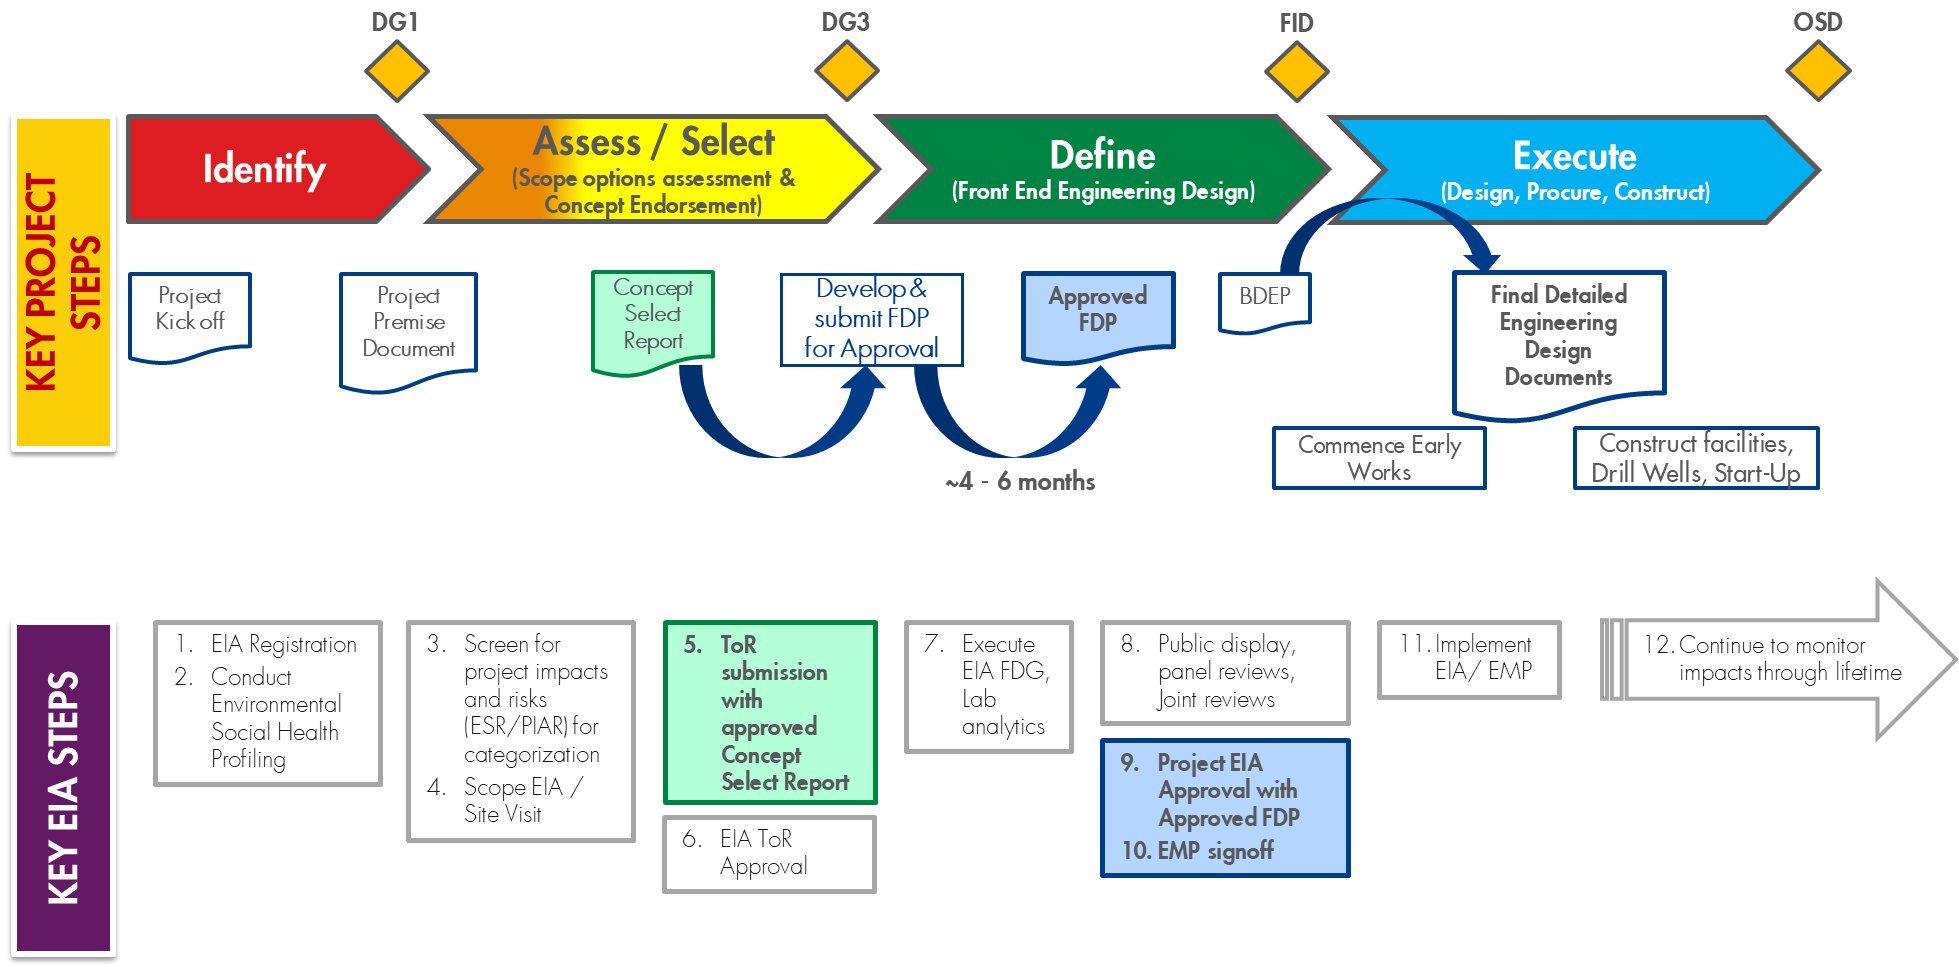 DG1
DG3
FID
OSD
KEY PROJECT
STEPS
Identify
Assess / Select
(Scope options assessment &
Concept Endorsement)
Define
(Front End Engineering Design)
Execute
(Design, Procure, Construct)
Project
Kick off
Project
Premise
Document
Concept
Select
Report
Develop &
submit FDP
for Approval
Approved
FDP
BDEP
Final Detailed
Engineering
Design
Documents
~4 - 6 months
Commence Early
Works
Construct facilities,
Drill Wells, Start-Up
KEY EIA STEPS
1. EIA Registration
2. Conduct
Environmental
Social Health
Profiling
3. Screen for
project impacts
and risks
(ESR/PIAR) for
categorization
4. Scope EIA /
Site Visit
5. ToR
submission
with
approved
Concept
Select Report
6. EIA ToR
Approval
7. Execute
EIA FDG,
Lab
analytics
8. Public display,
panel reviews,
Joint reviews
9. Project EIA
Approval with
Approved FDP
10. EMP signoff
11. Implement
EIA/ EMP
12. Continue to monitor
impacts through lifetime